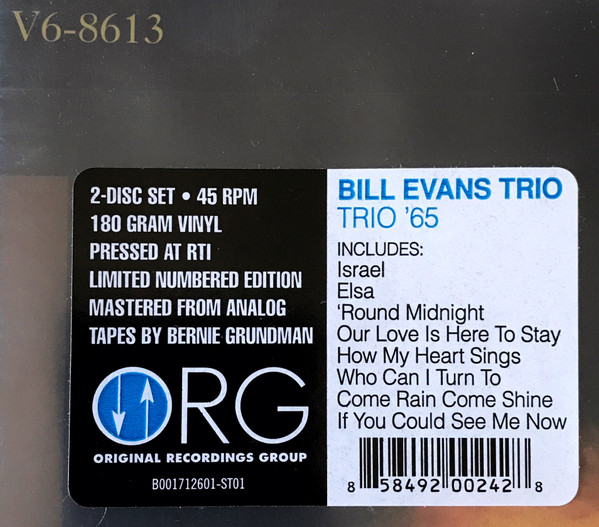 V6-8613
2-DISC SET • 45 RPM
180 GRAM VINYL
PRESSED AT RTI
LIMITED NUMBERED EDITION
MASTERED FROM ANALOG
TAPES BY BERNIE GRUNDMAN
ORG
ORIGINAL RECORDINGS GROUP
B001712601-ST01
BILL EVANS TRIO
TRIO '65
INCLUDES:
Israel
Elsa
'Round Midnight
Our Love Is Here To Stay
How My Heart Sings
Who Can I Turn To
Come Rain Come Shine
If You Could See Me Now
8 58492 00242 8